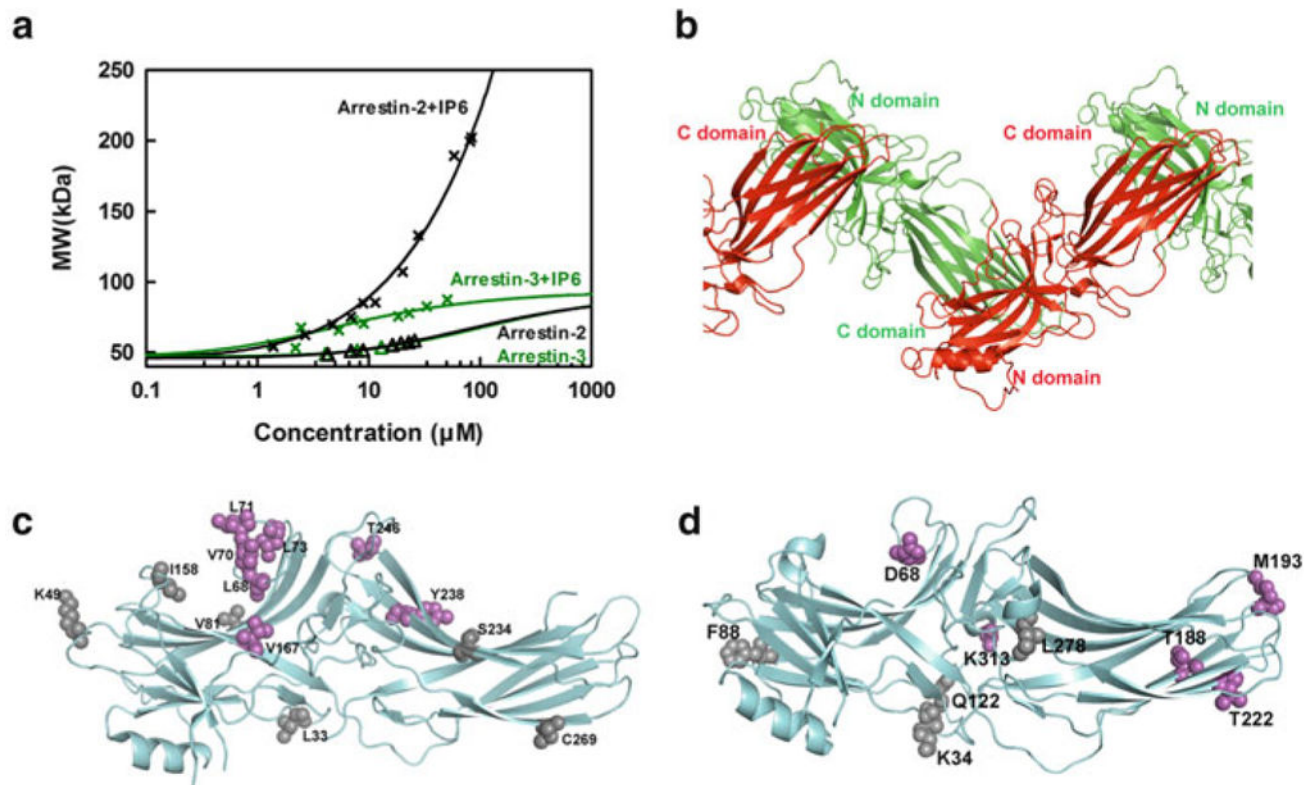 a
MW(kDa)
250
200
150
100
50
Arrestin-2+IP6
Arrestin-3+IP6
Arrestin-2
Arrestin-3
0.1
1
10
100
1000
Concentration (µM)
b
N domain
C domain
C domain
N domain
C domain
N domain
c
L71
T246
V70
L73
I158
L68
K49
Y238
V81
S234
V167
L33
C269
d
D68
M193
F88
T188
L278
K313
Q122
T222
K34